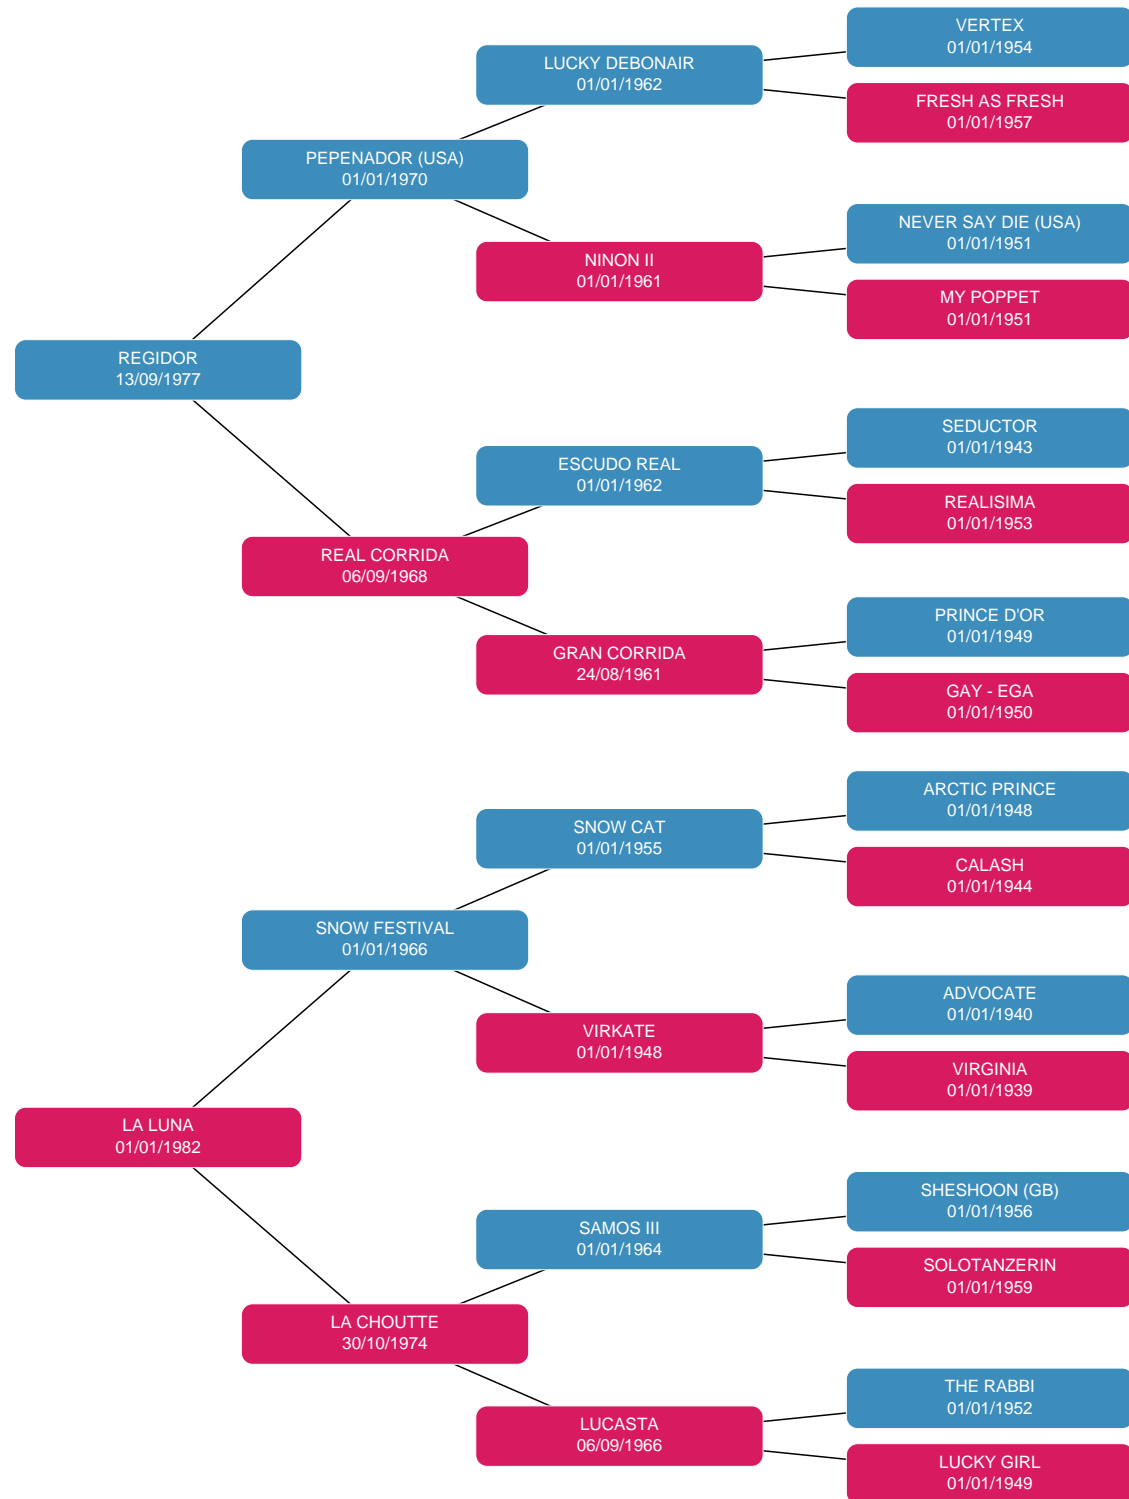 VERTEX
01/01/1954
LUCKY DEBONAIR
01/01/1962
FRESH AS FRESH
01/01/1957
PEPENADOR (USA)
01/01/1970
NEVER SAY DIE (USA)
01/01/1951
NINON II
01/01/1961
MY POPPET
01/01/1951
REGIDOR
13/09/1977
SEDUCTOR
01/01/1943
ESCUDO REAL
01/01/1962
REALISIMA
01/01/1953
REAL CORRIDA
06/09/1968
PRINCE D'OR
01/01/1949
GRAN CORRIDA
24/08/1961
GAY - EGA
01/01/1950
ARCTIC PRINCE
01/01/1948
SNOW CAT
01/01/1955
CALASH
01/01/1944
SNOW FESTIVAL
01/01/1966
ADVOCATE
01/01/1940
VIRKATE
01/01/1948
VIRGINIA
01/01/1939
LA LUNA
01/01/1982
SHESHOON (GB)
01/01/1956
SAMOS III
01/01/1964
SOLOTANZERIN
01/01/1959
LA CHOUTTE
30/10/1974
THE RABBI
01/01/1952
LUCASTA
06/09/1966
LUCKY GIRL
01/01/1949